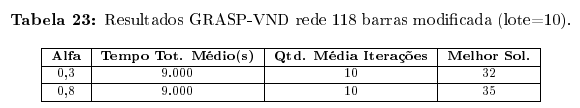 Tabela 23: Resultados GRASP-VND rede 118 barras modificada (lote=10).
Alfa Tempo Tot. Médio(s) Qtd. Média Iterações Melhor Sol.
0,3 9.000 10 32
0,8 9.000 10 35